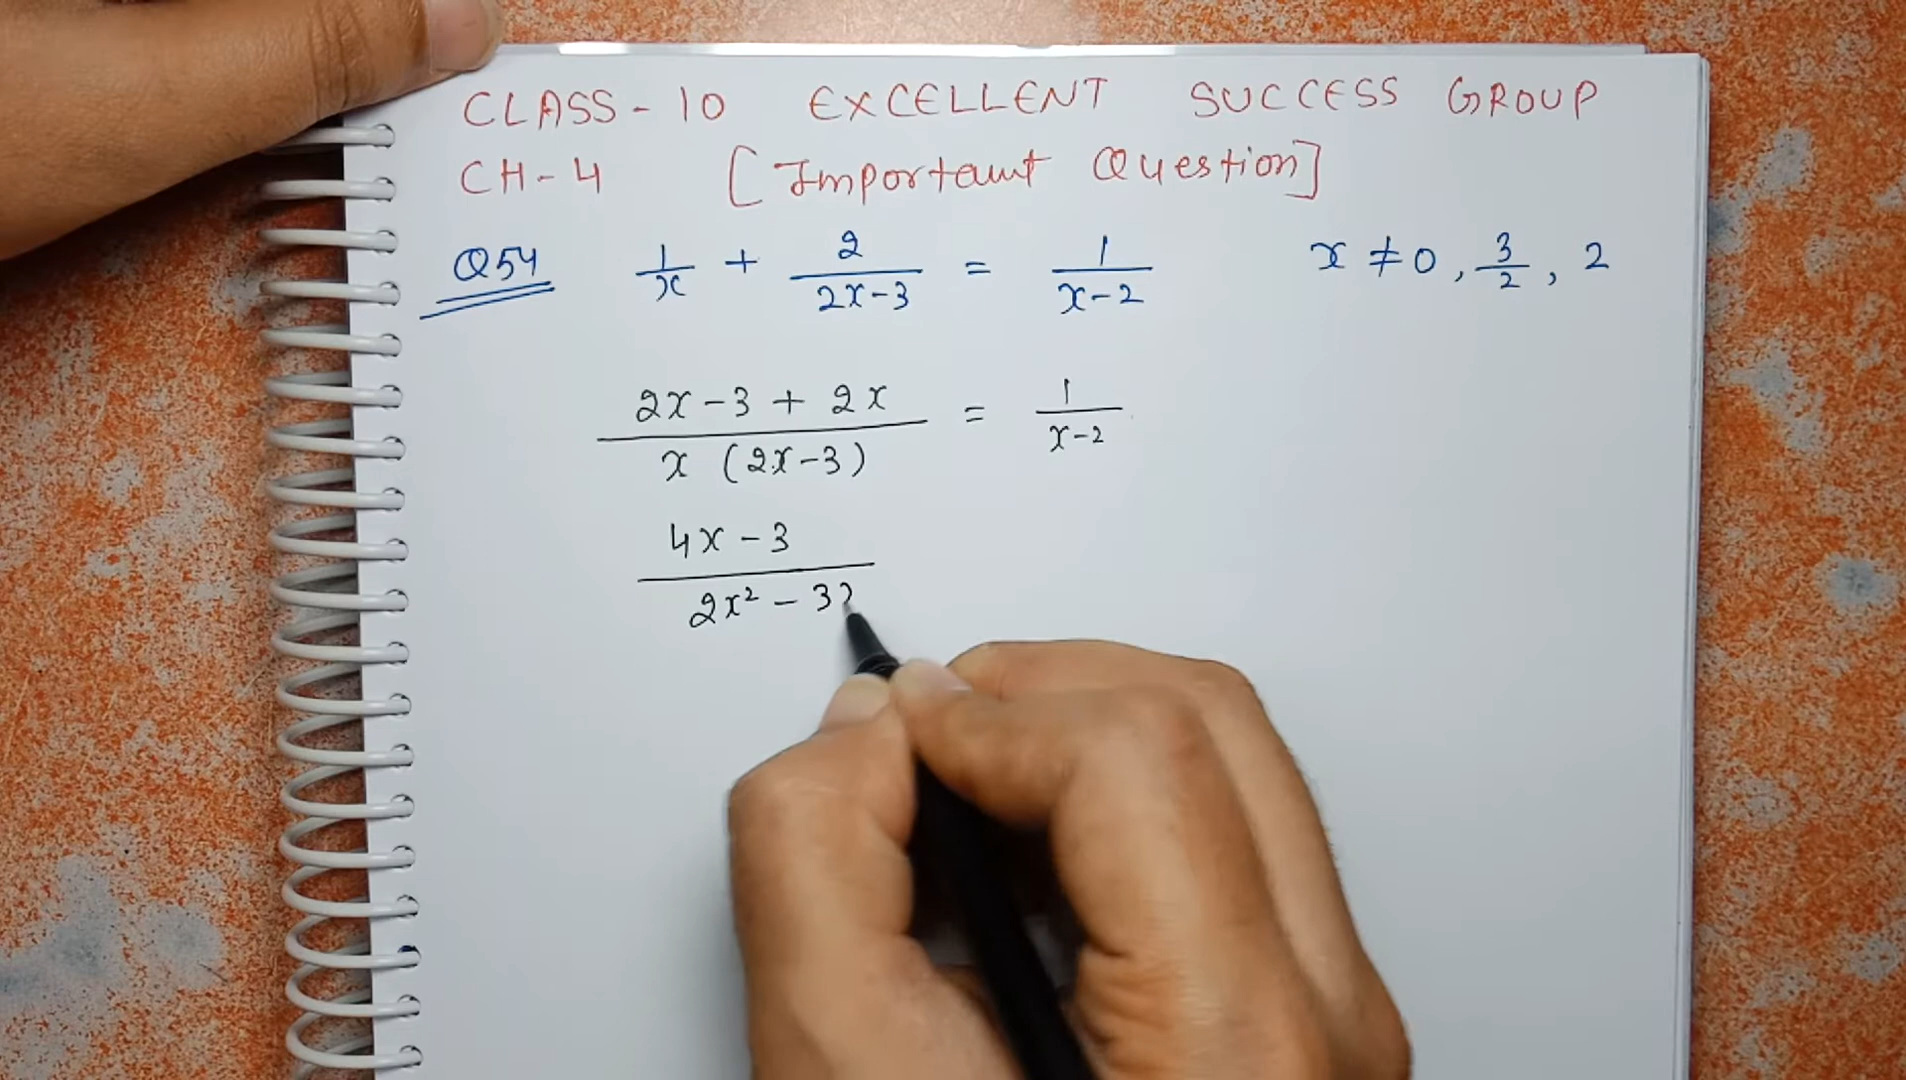 CLASS-10 EXCELLENT SUCCESS GROUP
CH-4 [Important Question]
Q54 1/x + 2/(2x-3) = 1/(x-2) x ≠ 0, 3/2, 2
(2x-3+2x)/(x(2x-3)) = 1/(x-2)
(4x-3)/(2x²-3